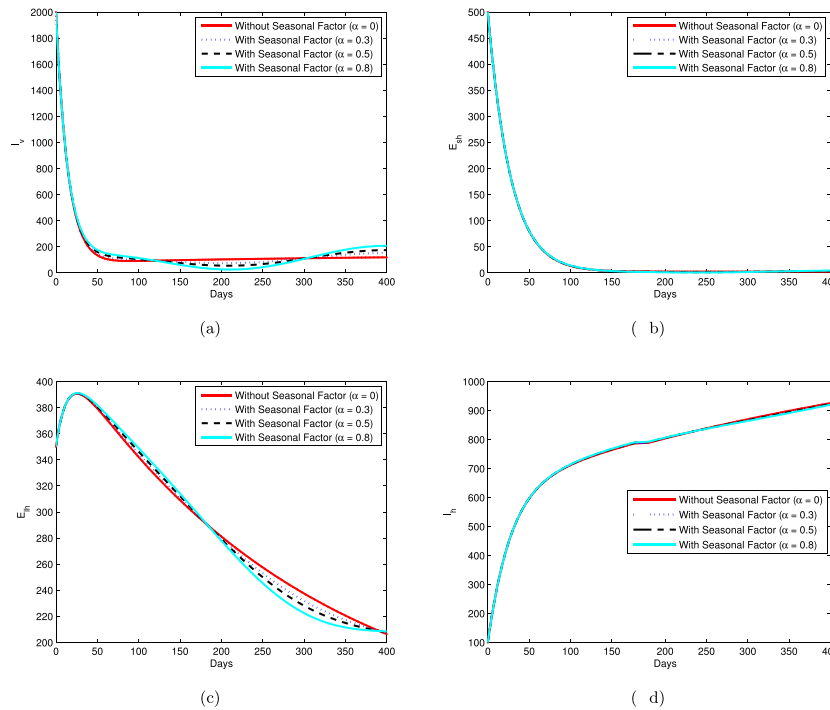 2000
1800
1600
1400
1200
1000
800
600
400
200
0
I_v
0 50 100 150 200 250 300 350 400
Days
Without Seasonal Factor (α = 0)
With Seasonal Factor (α = 0.3)
With Seasonal Factor (α = 0.5)
With Seasonal Factor (α = 0.8)
(a)
500
450
400
350
300
250
200
150
100
50
0
E_sh
0 50 100 150 200 250 300 350 400
Days
Without Seasonal Factor (α = 0)
With Seasonal Factor (α = 0.3)
With Seasonal Factor (α = 0.5)
With Seasonal Factor (α = 0.8)
( b)
400
380
360
340
320
300
280
260
240
220
200
E_lh
0 50 100 150 200 250 300 350 400
Days
Without Seasonal Factor (α = 0)
With Seasonal Factor (α = 0.3)
With Seasonal Factor (α = 0.5)
With Seasonal Factor (α = 0.8)
(c)
1000
900
800
700
600
500
400
300
200
100
I_h
0 50 100 150 200 250 300 350 400
Days
Without Seasonal Factor (α = 0)
With Seasonal Factor (α = 0.3)
With Seasonal Factor (α = 0.5)
With Seasonal Factor (α = 0.8)
( d)